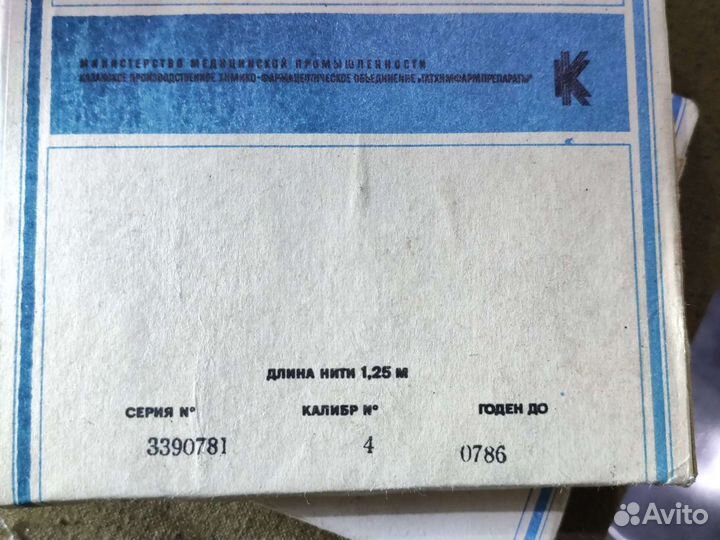 МИНИСТЕРСТВО МЕДИЦИНСКОЙ ПРОМЫШЛЕННОСТИ
КАЗАНСКОЕ ПРОИЗВОДСТВЕННОЕ ХИМИКО-ФАРМАЦЕВТИЧЕСКОЕ ОБЪЕДИНЕНИЕ „ТАТХИМФАРМПРЕПАРАТЫ"
К
ДЛИНА НИТИ 1,25 М
СЕРИЯ № КАЛИБР № ГОДЕН ДО
3390781 4 0786
Avito